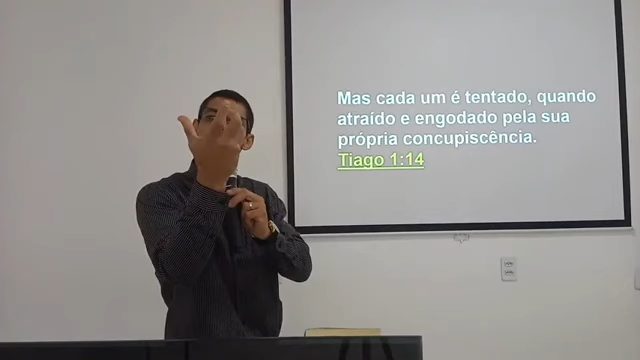 Mas cada um é tentado, quando
atraído e engodado pela sua
própria concupiscência.
Tiago 1:14